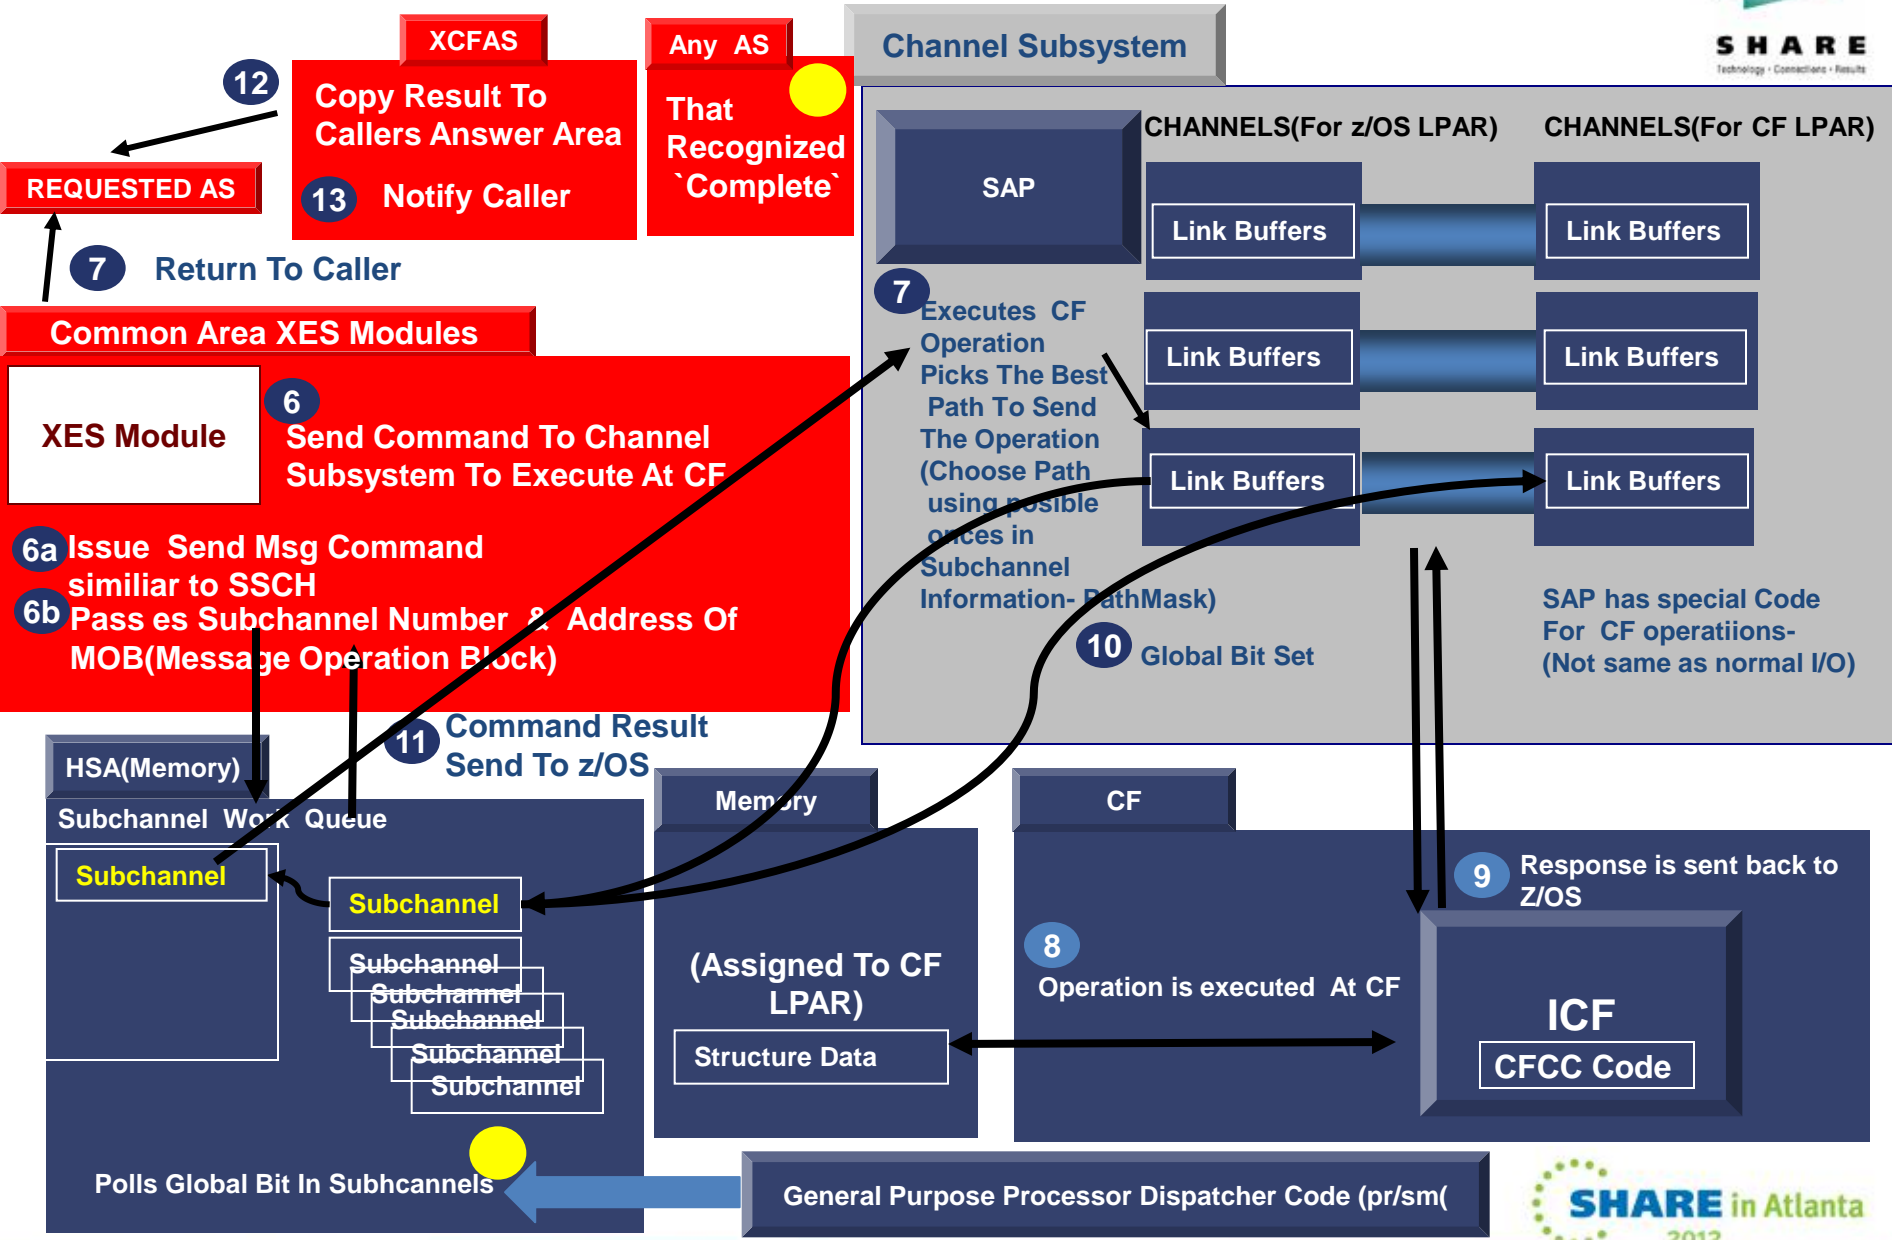 XCFAS
Any AS
Channel Subsystem
SHARE
Technology • Connections • Results
12
Copy Result To
Callers Answer Area
13 Notify Caller
That
Recognized
`Complete`
REQUESTED AS
7 Return To Caller
SAP
CHANNELS(For z/OS LPAR)
CHANNELS(For CF LPAR)
Link Buffers
Link Buffers
Link Buffers
Link Buffers
Link Buffers
Link Buffers
7
Executes CF
Operation
Picks The Best
Path To Send
The Operation
(Choose Path
using posible
onces in
Subchannel
Information- PathMask)
10 Global Bit Set
SAP has special Code
For CF operatiions-
(Not same as normal I/O)
Common Area XES Modules
XES Module
6
Send Command To Channel
Subsystem To Execute At CF
6a Issue Send Msg Command
similiar to SSCH
6b Pass es Subchannel Number & Address Of
MOB(Message Operation Block)
11 Command Result
Send To z/OS
HSA(Memory)
Subchannel Work Queue
Subchannel
Subchannel
Subchannel
Subchannel
Subchannel
Subchannel
Subchannel
Polls Global Bit In Subhcannels
Memory
(Assigned To CF
LPAR)
Structure Data
CF
8
Operation is executed At CF
9 Response is sent back to
Z/OS
ICF
CFCC Code
General Purpose Processor Dispatcher Code (pr/sm(
SHARE in Atlanta
2012